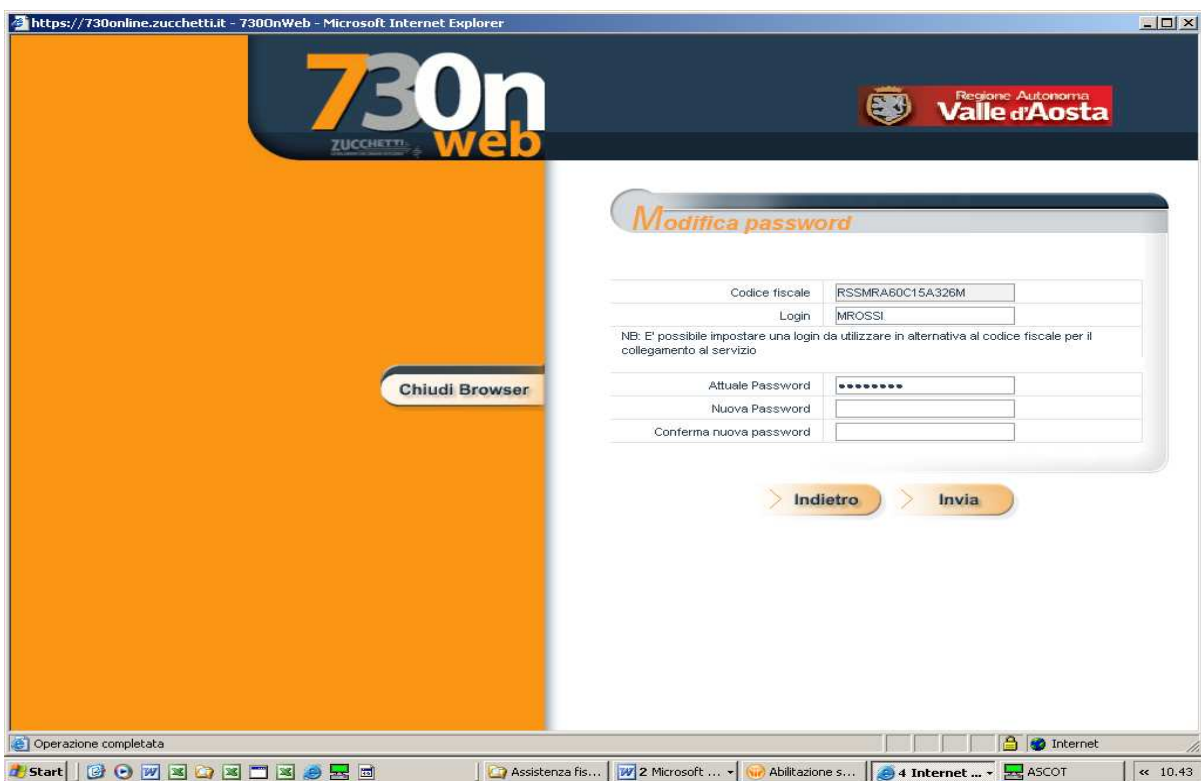 https://730online.zucchetti.it - 730OnWeb - Microsoft Internet Explorer
730n
web
ZUCCHETTI
Regione Autonoma
Valle d'Aosta
Modifica password
Codice fiscale RSSMRA60C15A326M
Login MROSSI
NB: E' possibile impostare una login da utilizzare in alternativa al codice fiscale per il
collegamento al servizio
Chiudi Browser
Attuale Password ••••••••
Nuova Password
Conferma nuova password
Indietro Invia
Operazione completata Internet
Start Assistenza fis... 2 Microsoft ... Abilitazione s... 4 Internet ... ASCOT « 10.43